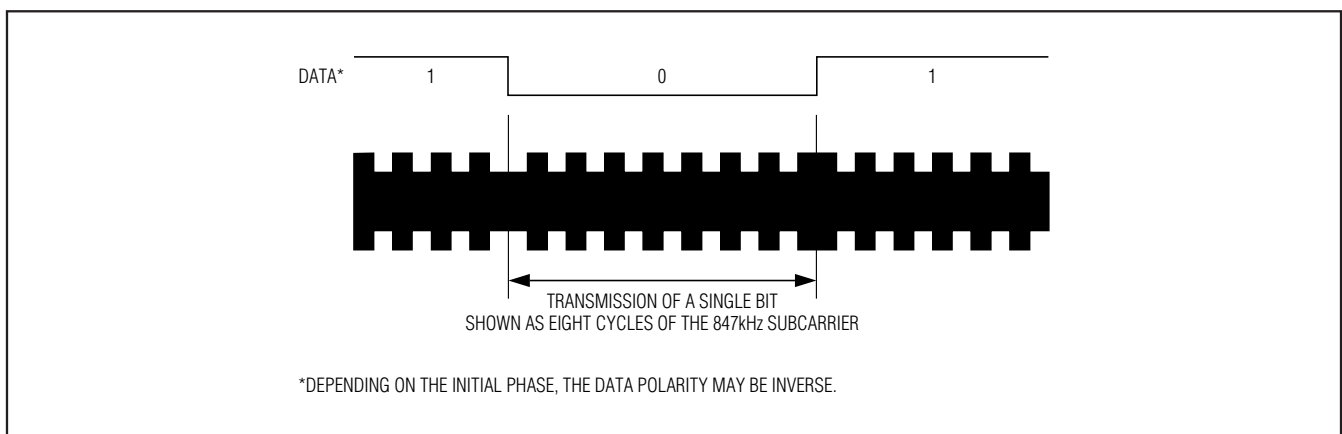 DATA* 1 0 1
TRANSMISSION OF A SINGLE BIT
SHOWN AS EIGHT CYCLES OF THE 847kHz SUBCARRIER
*DEPENDING ON THE INITIAL PHASE, THE DATA POLARITY MAY BE INVERSE.